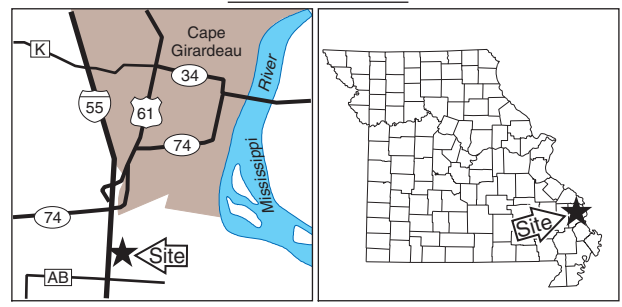 K
Cape
Girardeau
34
River
55
61
74
Mississippi
74
Site
AB
Site